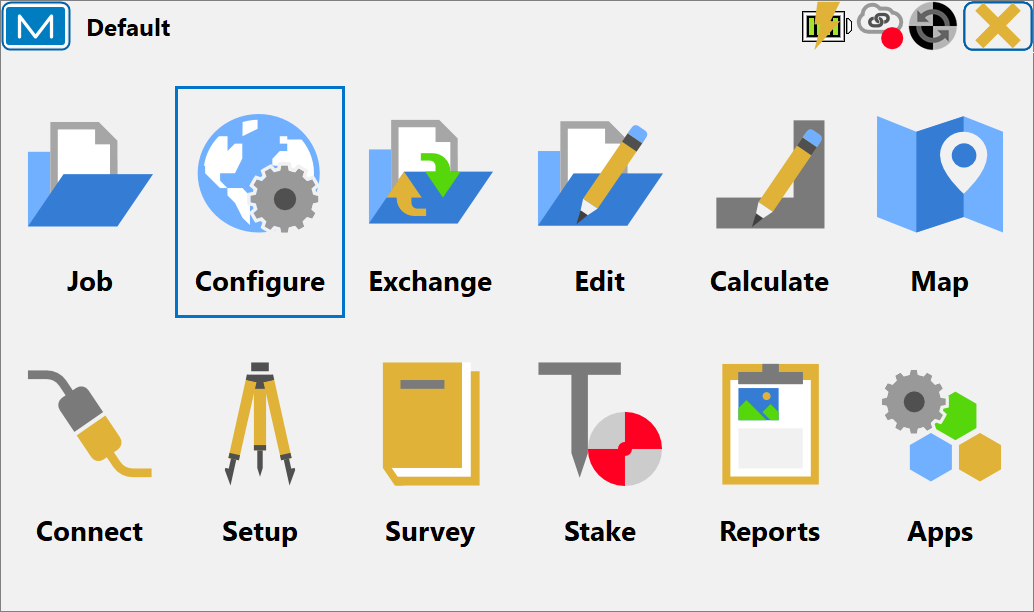 M Default
Job Configure Exchange Edit Calculate Map
Connect Setup Survey Stake Reports Apps